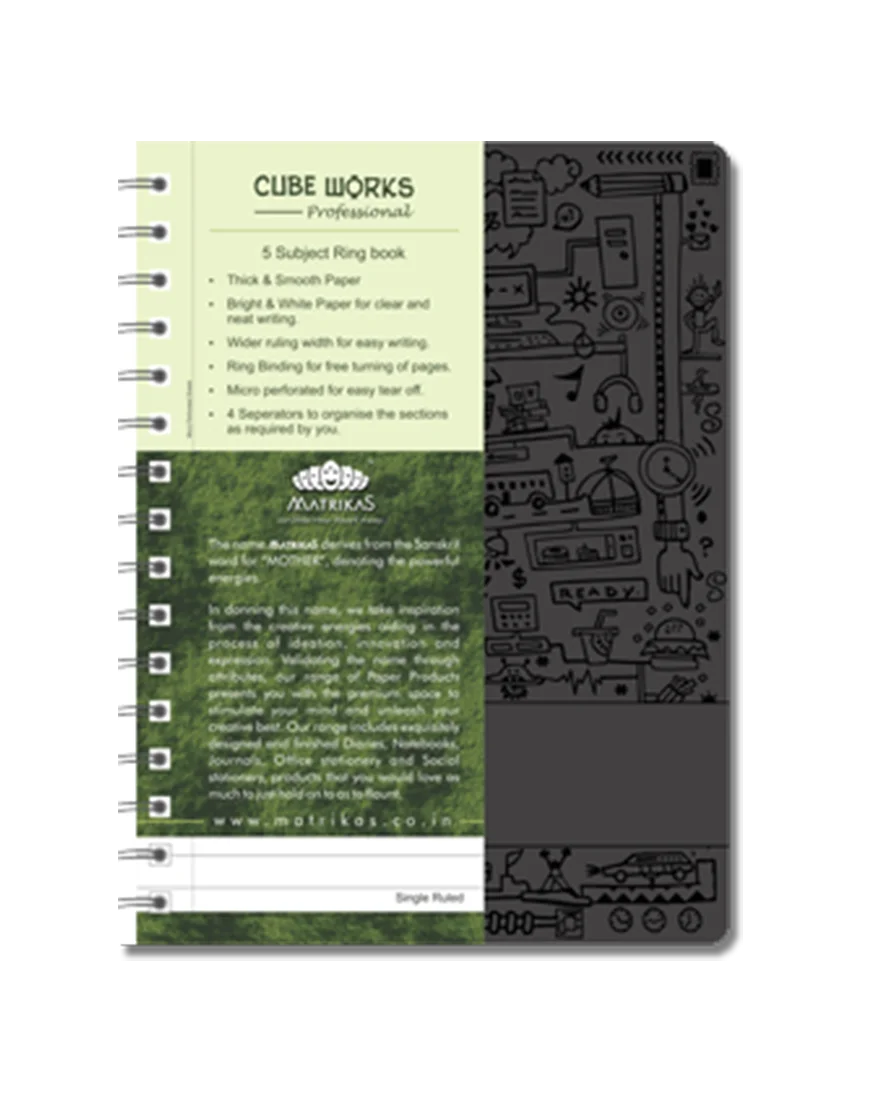 CUBE WORKS
Professional
5 Subject Ring book
• Thick & Smooth Paper
• Bright & White Paper for clear and
neat writing.
• Wider ruling width for easy writing.
• Ring Binding for free turning of pages.
• Micro perforated for easy tear off.
• 4 Seperators to organise the sections
as required by you.
MATRIKAS
The name MATRIKAS derives from the Sanskrit
word for "MOTHER", denoting the powerful
energies.
In donning this name, we take inspiration
from the creative energies aiding in the
process of ideation, innovation and
expression. Validating the name through
attributes, our range of Paper Products
presents you with the premium space to
stimulate your mind and unleash your
creative best. Our range includes exquisitely
designed and finished Diaries, Notebooks,
Journals, Office stationery and Social
stationery, products that you would love as
much to just hold on to as to flaunt.
www.matrikas.co.in
Single Ruled
READY
?
$
%